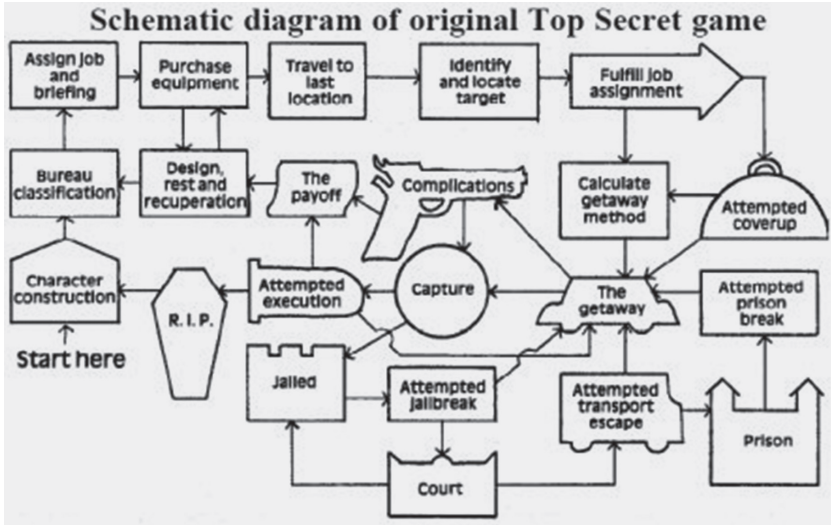 Schematic diagram of original Top Secret game
Assign job
and
briefing
Purchase
equipment
Travel to
last
location
Identify
and locate
target
Fulfill job
assignment
Bureau
classification
Design,
rest and
recuperation
The
payoff
Complications
Calculate
getaway
method
Attempted
coverup
Character
construction
R.I.P.
Attempted
execution
Capture
The
getaway
Attempted
prison
break
Start here
Jailed
Attempted
jailbreak
Attempted
transport
escape
Prison
Court